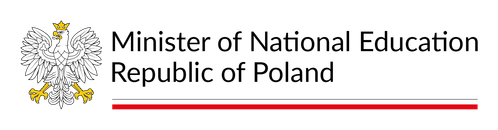 Minister of National Education
Republic of Poland